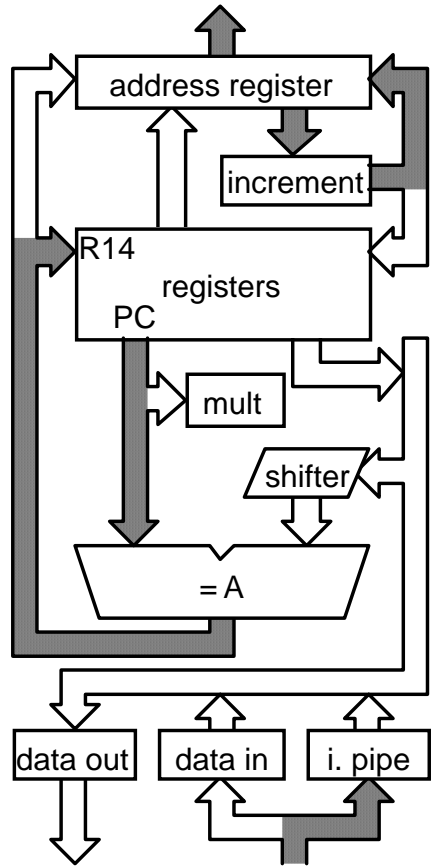 address register
increment
R14
registers
PC
mult
shifter
= A
data out
data in
i. pipe